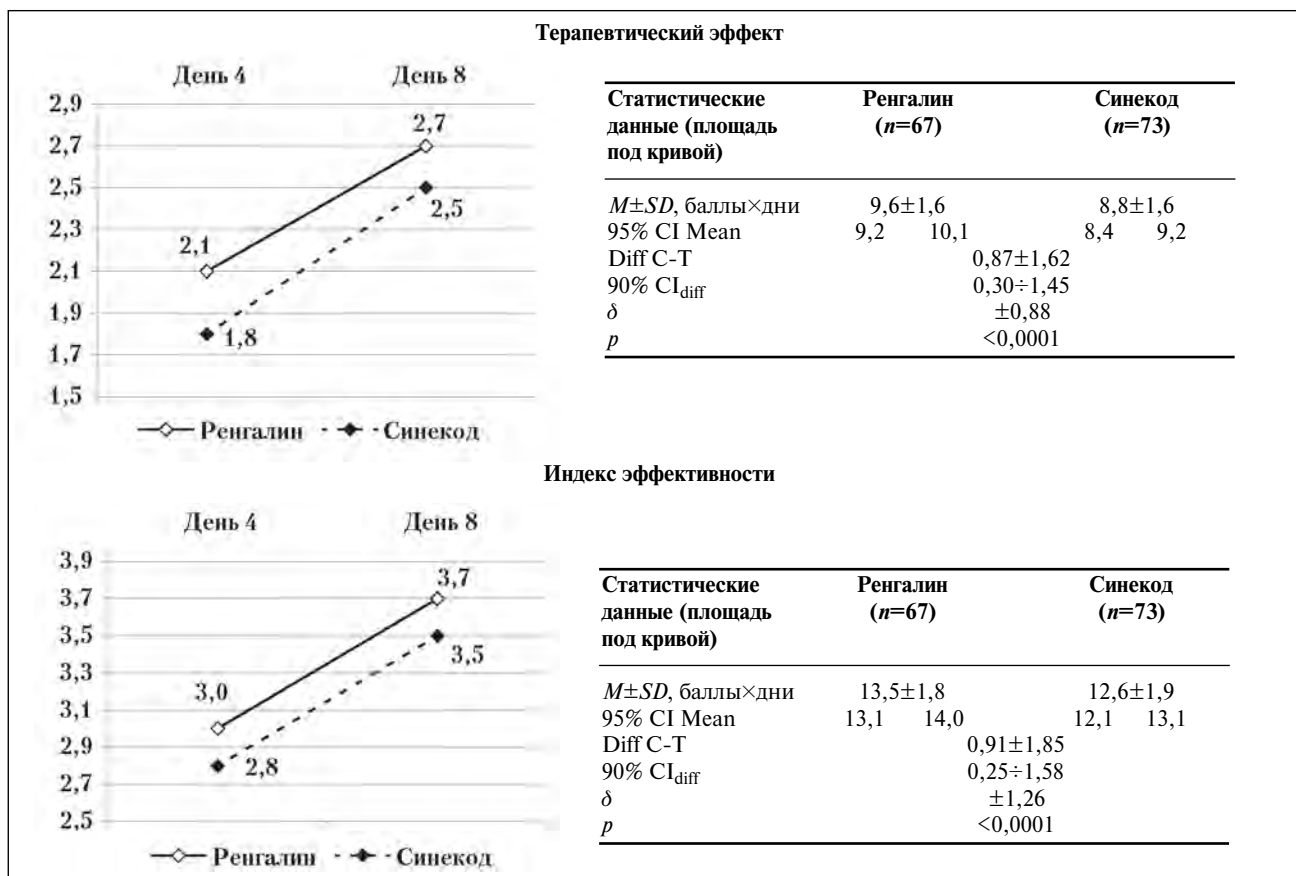 Терапевтический эффект
День 4 День 8
2,9
2,7
2,5
2,3
2,1
1,9
1,7
1,5
2,1
2,7
1,8
2,5
Ренгалин Синекод
Статистические Ренгалин Синекод
данные (площадь (n=67) (n=73)
под кривой)
M±SD, баллы×дни 9,6±1,6 8,8±1,6
95% CI Mean 9,2 10,1 8,4 9,2
Diff C-T 0,87±1,62
90% CIdiff 0,30÷1,45
δ ±0,88
p <0,0001
Индекс эффективности
День 4 День 8
3,9
3,7
3,5
3,3
3,1
2,9
2,7
2,5
3,0
3,7
2,8
3,5
Ренгалин Синекод
Статистические Ренгалин Синекод
данные (площадь (n=67) (n=73)
под кривой)
M±SD, баллы×дни 13,5±1,8 12,6±1,9
95% CI Mean 13,1 14,0 12,1 13,1
Diff C-T 0,91±1,85
90% CIdiff 0,25÷1,58
δ ±1,26
p <0,0001